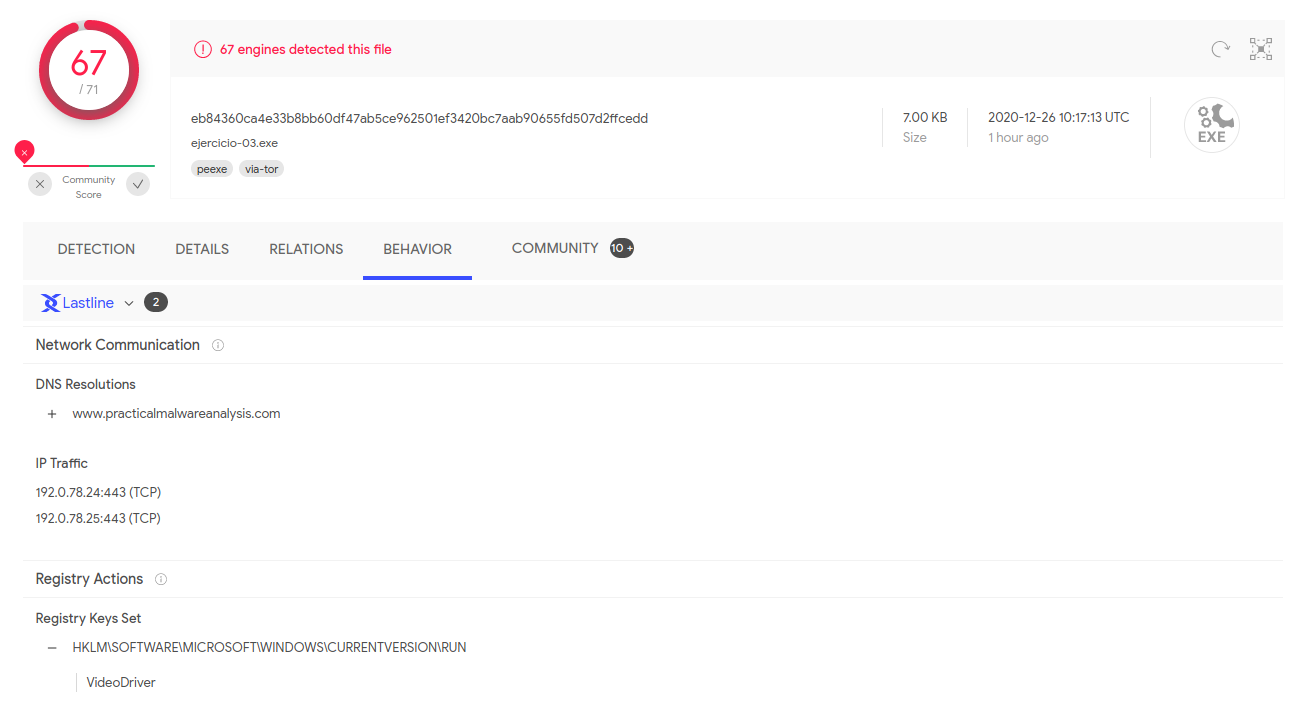 67
/ 71
67 engines detected this file
eb84360ca4e33b8bb60df47ab5ce962501ef3420bc7aab90655fd507d2ffcedd
ejercicio-03.exe
peexe via-tor
7.00 KB
Size
2020-12-26 10:17:13 UTC
1 hour ago
EXE
Community
Score
DETECTION DETAILS RELATIONS BEHAVIOR COMMUNITY 10 +
Lastline 2
Network Communication
DNS Resolutions
+ www.practicalmalwareanalysis.com
IP Traffic
192.0.78.24:443 (TCP)
192.0.78.25:443 (TCP)
Registry Actions
Registry Keys Set
− HKLM\SOFTWARE\MICROSOFT\WINDOWS\CURRENTVERSION\RUN
VideoDriver